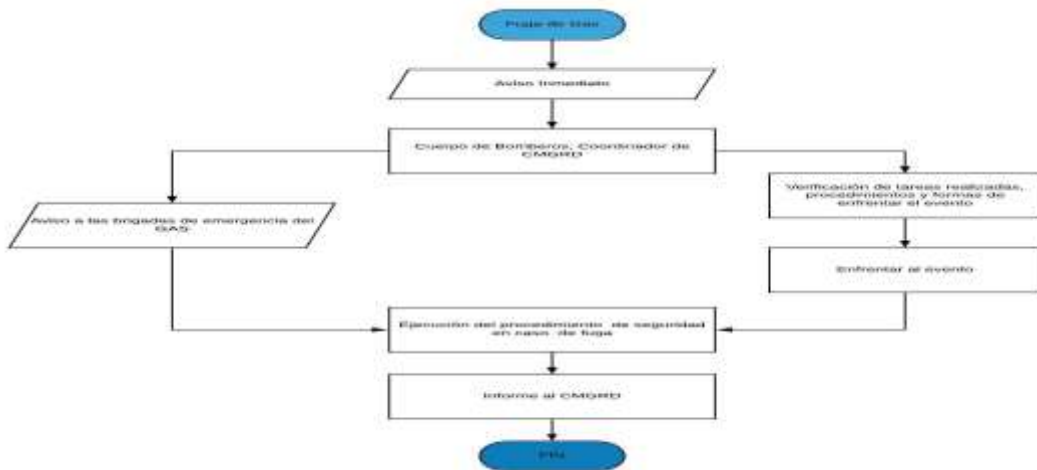 Fuga de Gas
Aviso Inmediato
Cuerpo de Bomberos, Coordinador de
CMGRD
Aviso a las brigadas de emergencia del
GAS
Verificación de tareas realizadas,
procedimientos y formas de
enfrentar el evento
Enfrentar al evento
Ejecución del procedimiento de seguridad
en caso de fuga
Informe al CMGRD
FIN